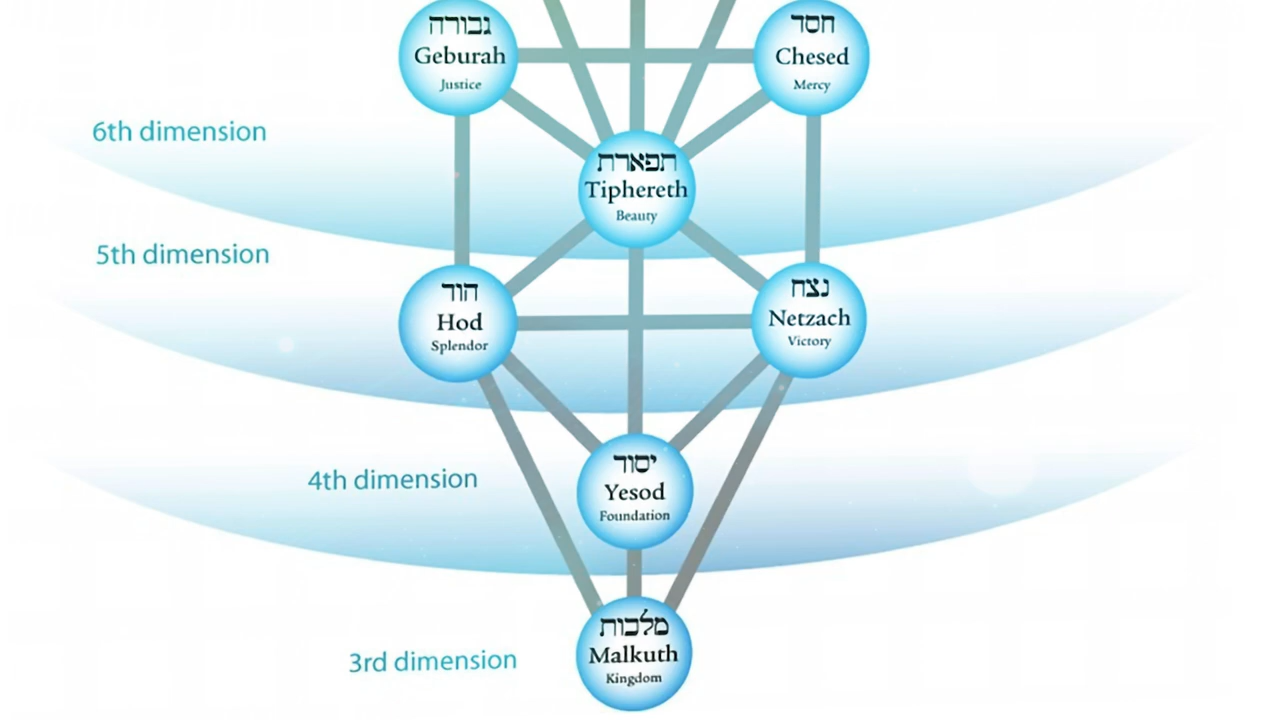 גבורה
Geburah
Justice
חסד
Chesed
Mercy
6th dimension
תפארת
Tiphereth
Beauty
5th dimension
הוד
Hod
Splendor
נצח
Netzach
Victory
4th dimension
יסוד
Yesod
Foundation
3rd dimension
מלכות
Malkuth
Kingdom